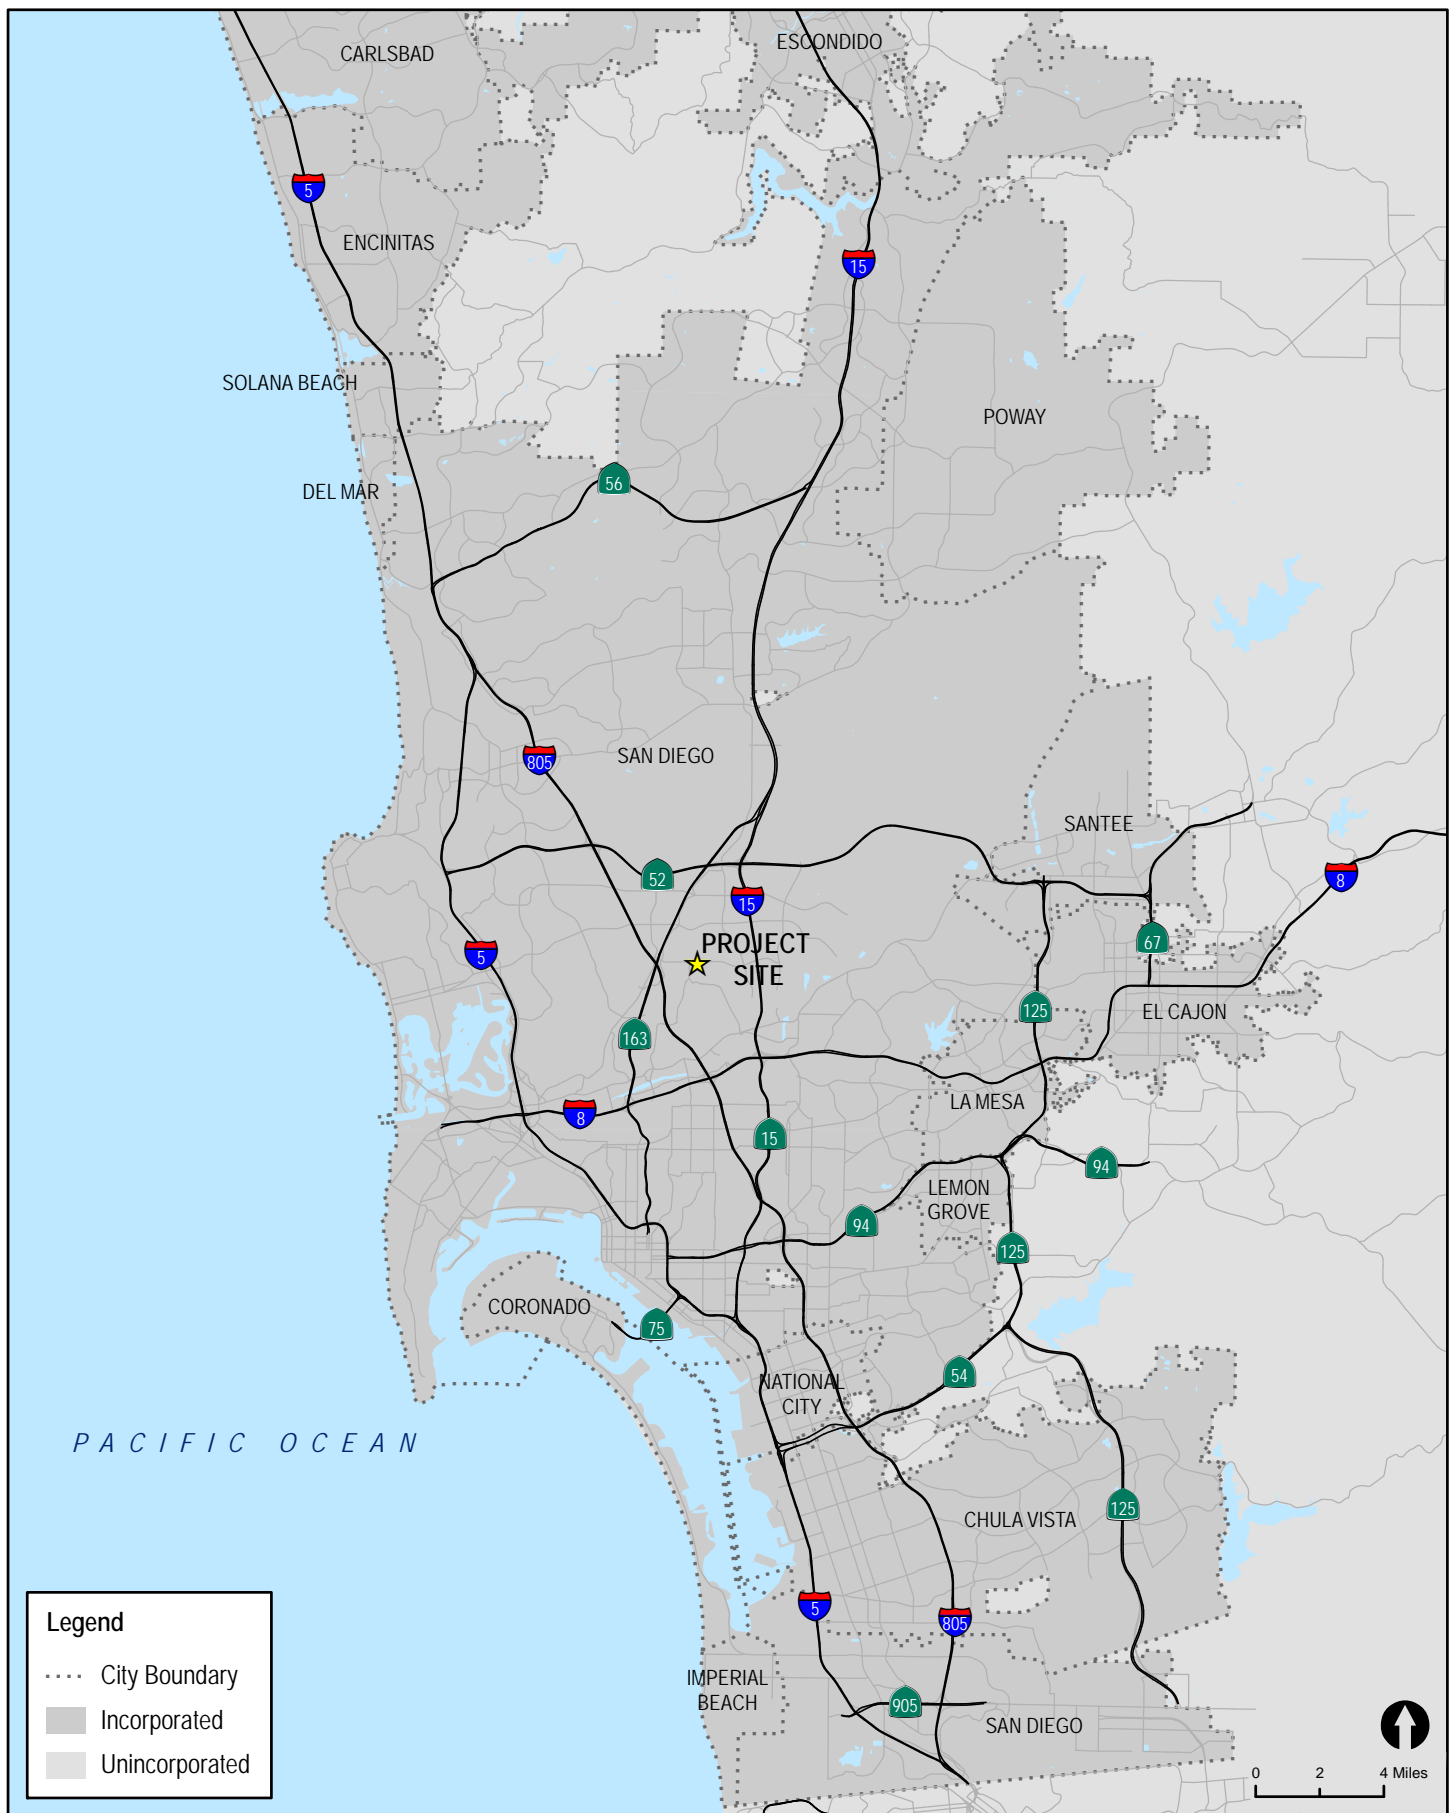 CARLSBAD
ESCONDIDO
5
ENCINITAS
15
SOLANA BEACH
POWAY
56
DEL MAR
805
SAN DIEGO
SANTEE
52
8
15
67
PROJECT
SITE
5
125
EL CAJON
163
LA MESA
8
15
94
LEMON
GROVE
94
125
CORONADO
75
54
NATIONAL
CITY
PACIFIC OCEAN
125
CHULA VISTA
5
805
IMPERIAL
BEACH
905
SAN DIEGO
Legend
City Boundary
Incorporated
Unincorporated
0 2 4 Miles